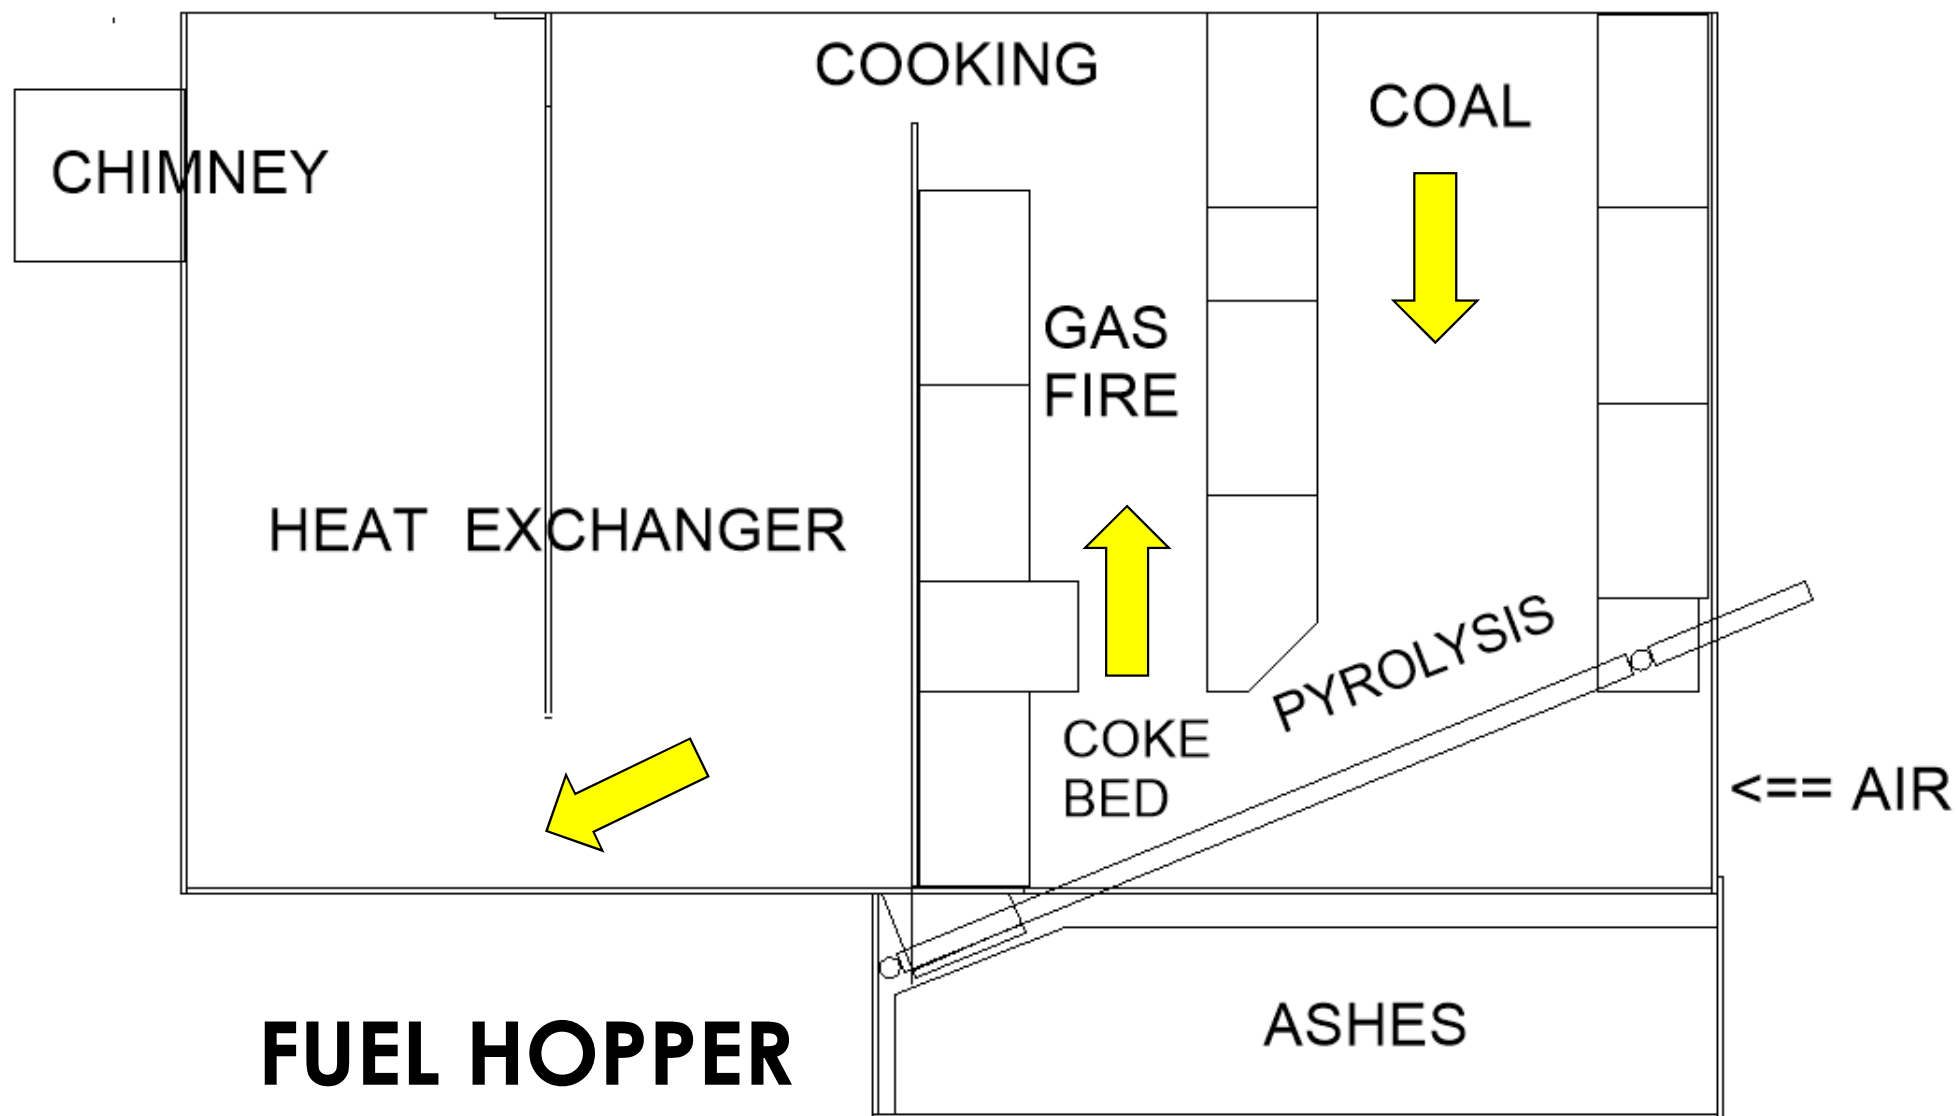 COOKING
COAL
CHIMNEY
GAS
FIRE
HEAT EXCHANGER
PYROLYSIS
COKE
BED
<== AIR
ASHES
FUEL HOPPER